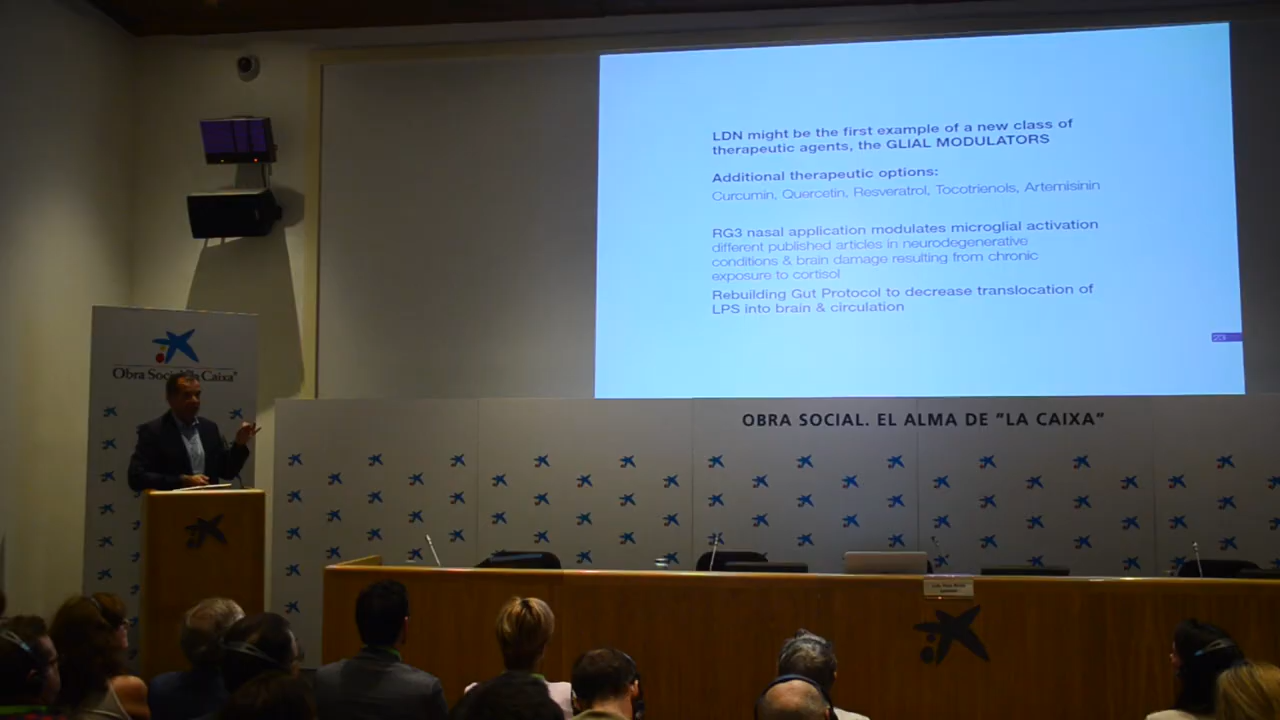 LDN might be the first example of a new class of
therapeutic agents, the GLIAL MODULATORS
Additional therapeutic options:
Curcumin, Quercetin, Resveratrol, Tocotrienols, Artemisinin
RG3 nasal application modulates microglial activation
different published articles in neurodegenerative
conditions & brain damage resulting from chronic
exposure to cortisol
Rebuilding Gut Protocol to decrease translocation of
LPS into brain & circulation
23
Obra Social "la Caixa"
OBRA SOCIAL. EL ALMA DE "LA CAIXA"